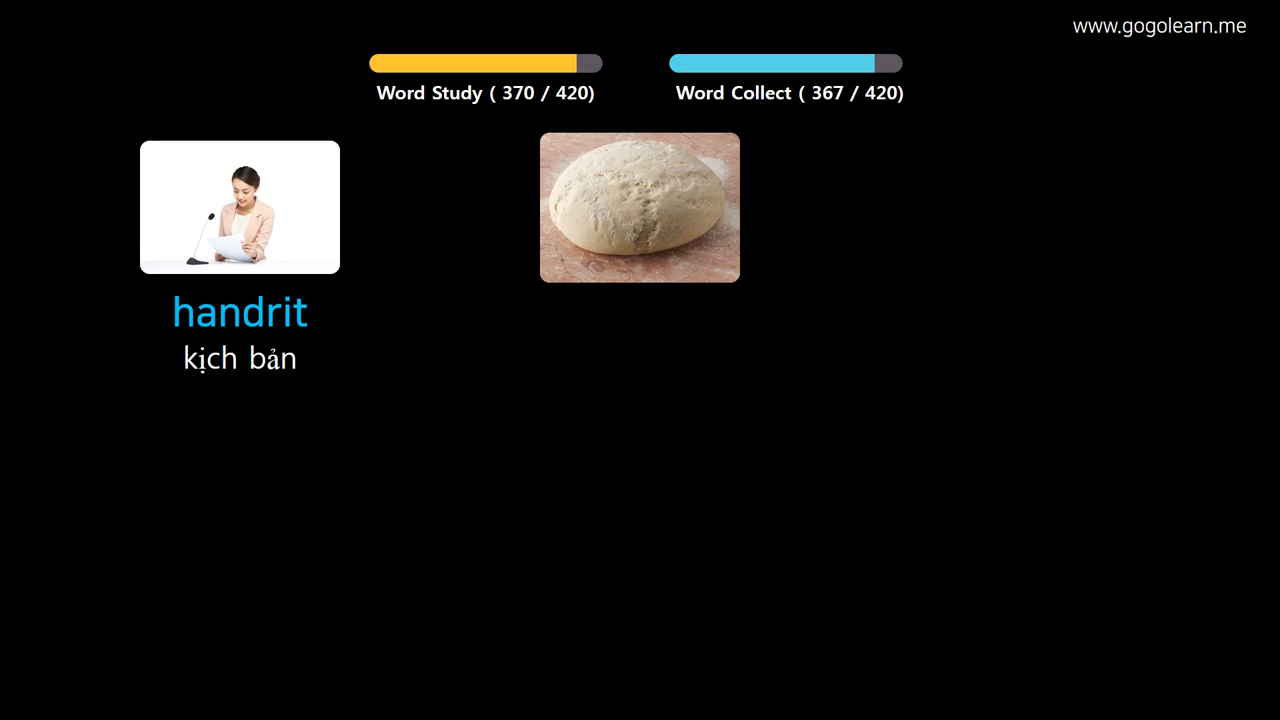 www.gogolearn.me
Word Study ( 370 / 420)
Word Collect ( 367 / 420)
handrit
kịch bản